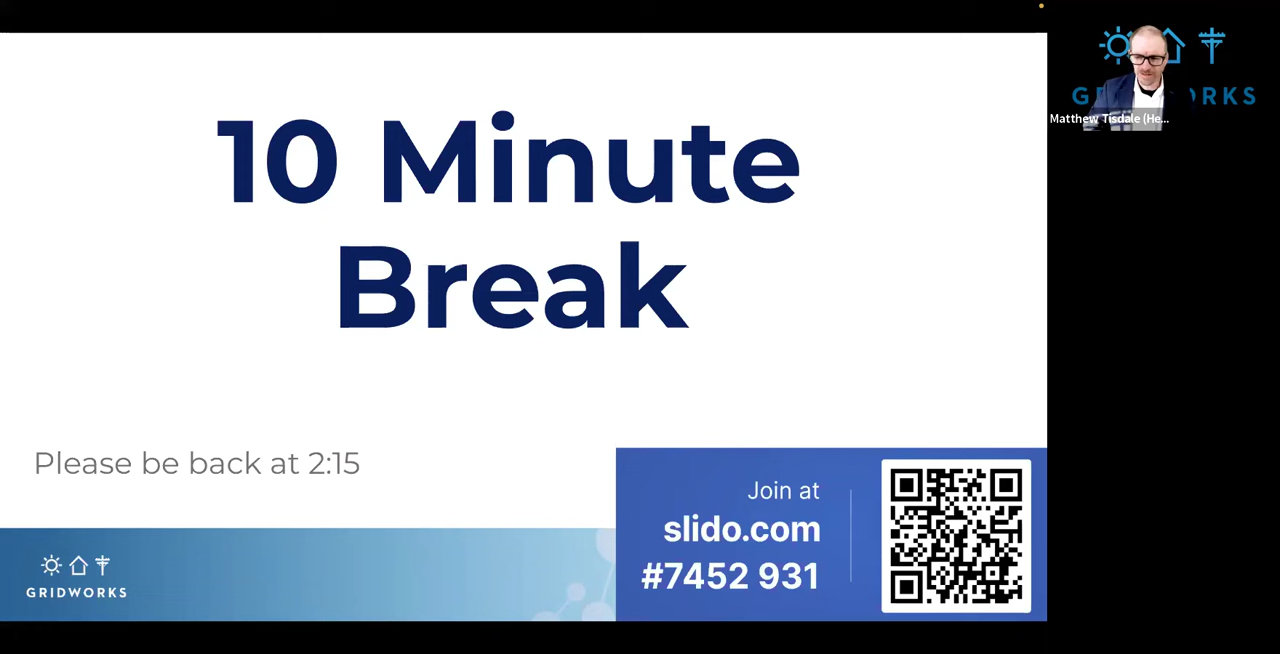 10 Minute
Break
Please be back at 2:15
Join at
slido.com
#7452 931
GRIDWORKS
Matthew Tisdale (He...